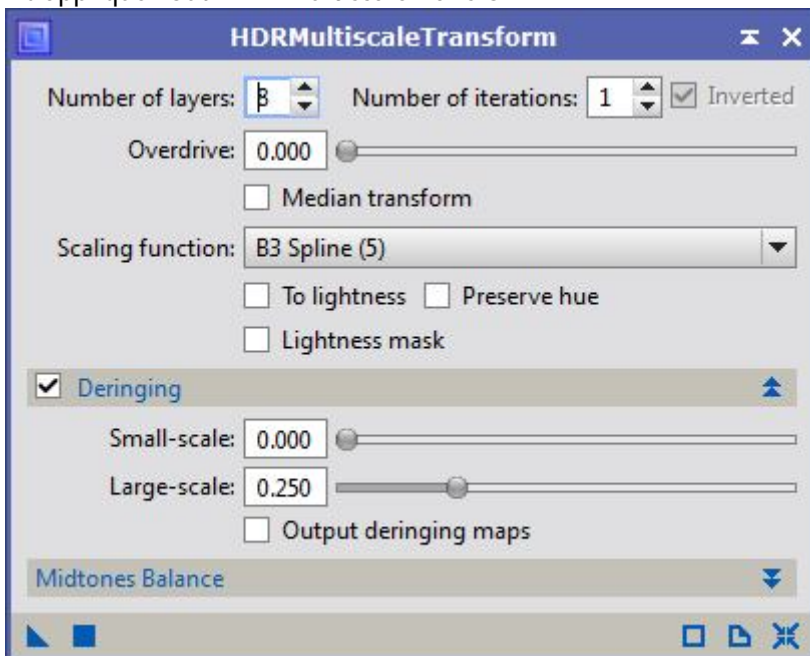 HDRMultiscaleTransform
Number of layers: 8 Number of iterations: 1 Inverted
Overdrive: 0.000
Median transform
Scaling function: B3 Spline (5)
To lightness Preserve hue
Lightness mask
Deringing
Small-scale: 0.000
Large-scale: 0.250
Output deringing maps
Midtones Balance